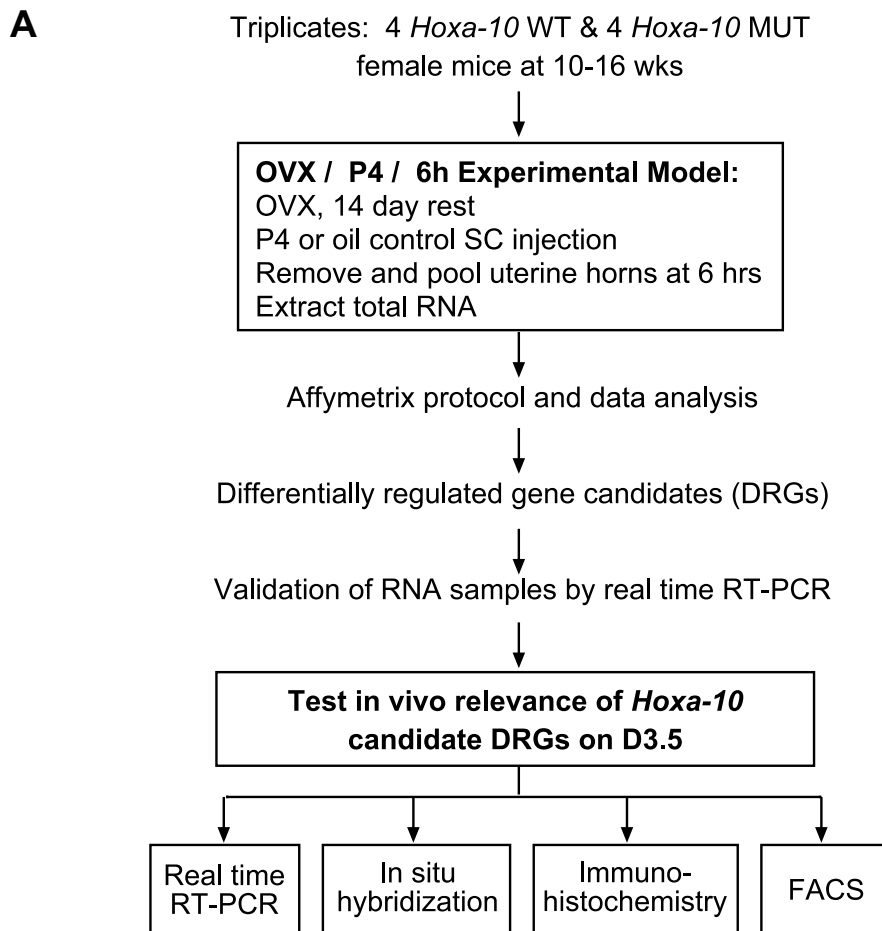 A
Triplicates: 4 Hoxa-10 WT & 4 Hoxa-10 MUT
female mice at 10-16 wks
OVX / P4 / 6h Experimental Model:
OVX, 14 day rest
P4 or oil control SC injection
Remove and pool uterine horns at 6 hrs
Extract total RNA
Affymetrix protocol and data analysis
Differentially regulated gene candidates (DRGs)
Validation of RNA samples by real time RT-PCR
Test in vivo relevance of Hoxa-10
candidate DRGs on D3.5
Real time
RT-PCR
In situ
hybridization
Immuno-
histochemistry
FACS